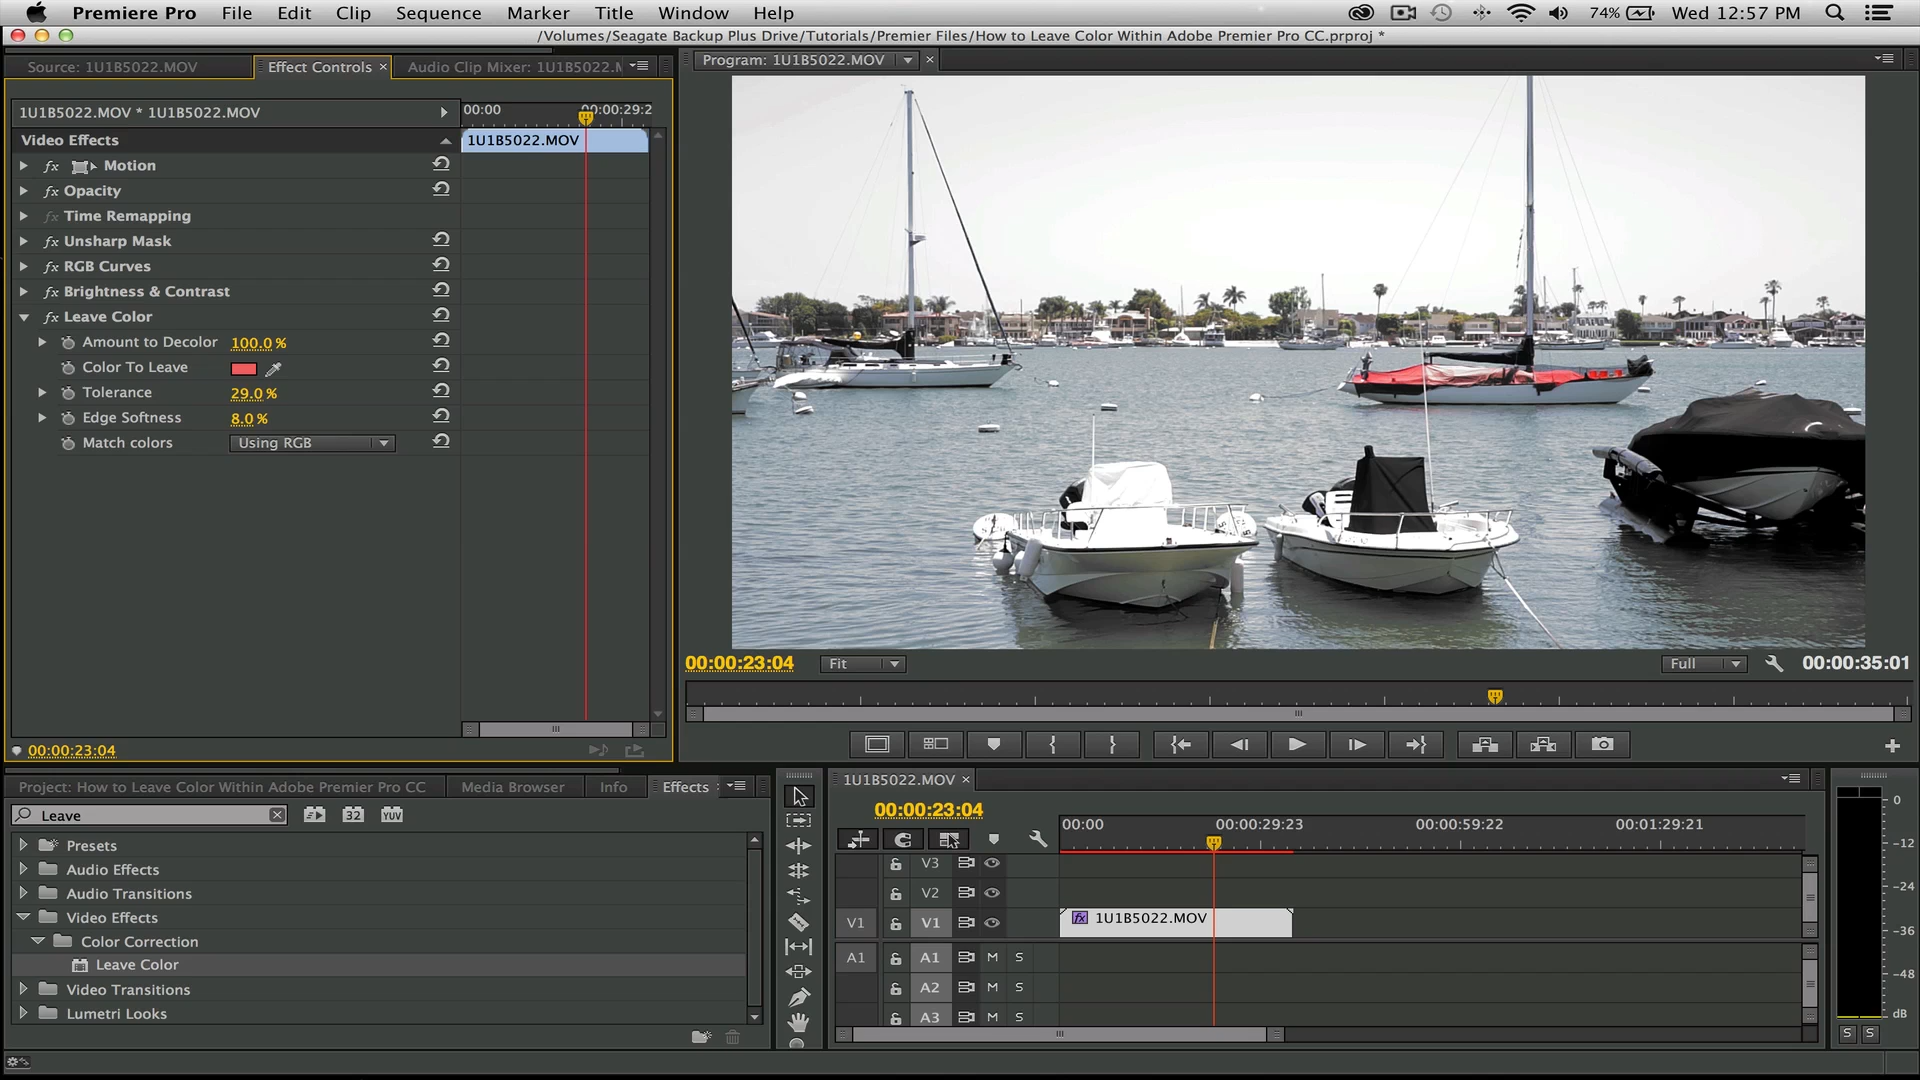 Premiere Pro File Edit Clip Sequence Marker Title Window Help 74% Wed 12:57 PM
/Volumes/Seagate Backup Plus Drive/Tutorials/Premier Files/How to Leave Color Within Adobe Premier Pro CC.prproj *
Source: 1U1B5022.MOV Effect Controls × Audio Clip Mixer: 1U1B5022.M
Program: 1U1B5022.MOV ×
1U1B5022.MOV * 1U1B5022.MOV
00:00 00:00:29:2
Video Effects
1U1B5022.MOV
fx Motion
fx Opacity
fx Time Remapping
fx Unsharp Mask
fx RGB Curves
fx Brightness & Contrast
fx Leave Color
Amount to Decolor 100.0 %
Color To Leave
Tolerance 29.0 %
Edge Softness 8.0 %
Match colors Using RGB
00:00:23:04
00:00:23:04 Fit Full 00:00:35:01
Project: How to Leave Color Within Adobe Premier Pro CC Media Browser Info Effects
Leave 32 YUV
Presets
Audio Effects
Audio Transitions
Video Effects
Color Correction
Leave Color
Video Transitions
Lumetri Looks
1U1B5022.MOV ×
00:00:23:04
00:00 00:00:29:23 00:00:59:22 00:01:29:21
V3
V2
V1 V1 fx 1U1B5022.MOV
A1 A1 M S
A2 M S
A3 M S
0
-12
-24
-36
-48
dB
S S